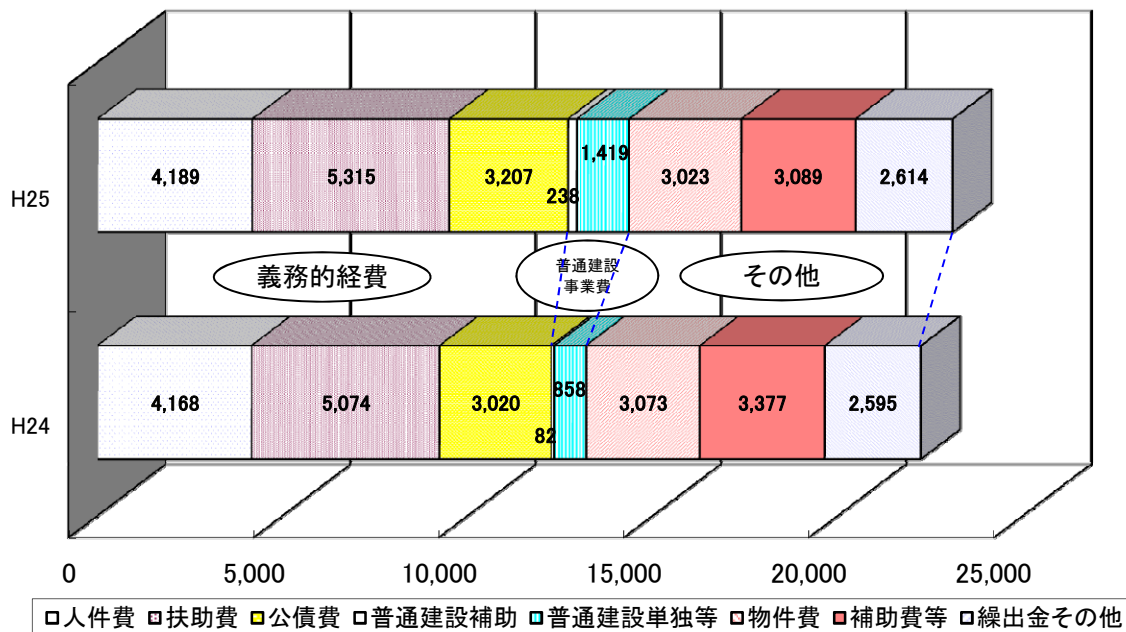 H25
4,189
5,315
3,207
238
1,419
3,023
3,089
2,614
義務的経費
普通建設
事業費
その他
H24
4,168
5,074
3,020
82
858
3,073
3,377
2,595
0 5,000 10,000 15,000 20,000 25,000
人件費 扶助費 公債費 普通建設補助 普通建設単独等 物件費 補助費等 繰出金その他